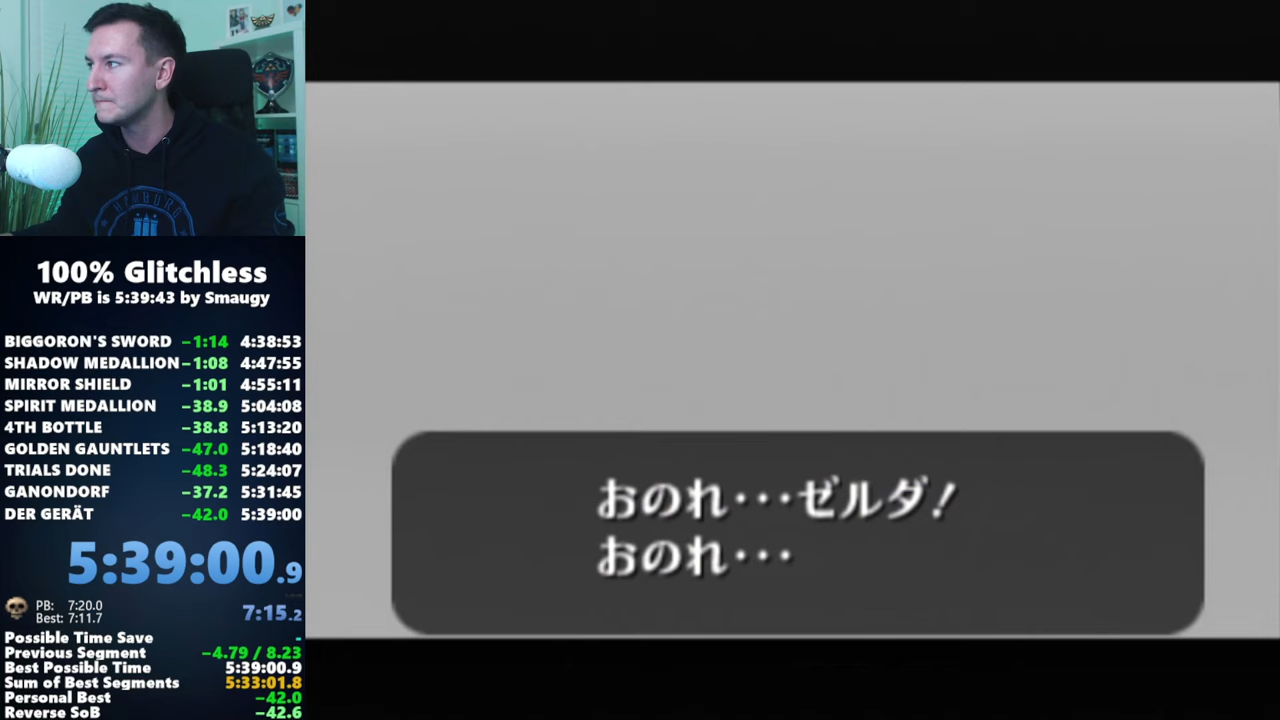 100% Glitchless
WR/PB is 5:39:43 by Smaugy
BIGGORON'S SWORD -1:14 4:38:53
SHADOW MEDALLION -1:08 4:47:55
MIRROR SHIELD -1:01 4:55:11
SPIRIT MEDALLION -38.9 5:04:08
4TH BOTTLE -38.8 5:13:20
GOLDEN GAUNTLETS -47.0 5:18:40
TRIALS DONE -48.3 5:24:07
GANONDORF -37.2 5:31:45
DER GERÄT -42.0 5:39:00
5:39:00.9
PB: 7:20.0
Best: 7:11.7
7:15.2
Possible Time Save -
Previous Segment -4.79 / 8.23
Best Possible Time 5:39:00.9
Sum of Best Segments 5:33:01.8
Personal Best -42.0
Reverse SoB -42.6
HAMBURG
おのれ･･･ゼルダ!
おのれ･･･